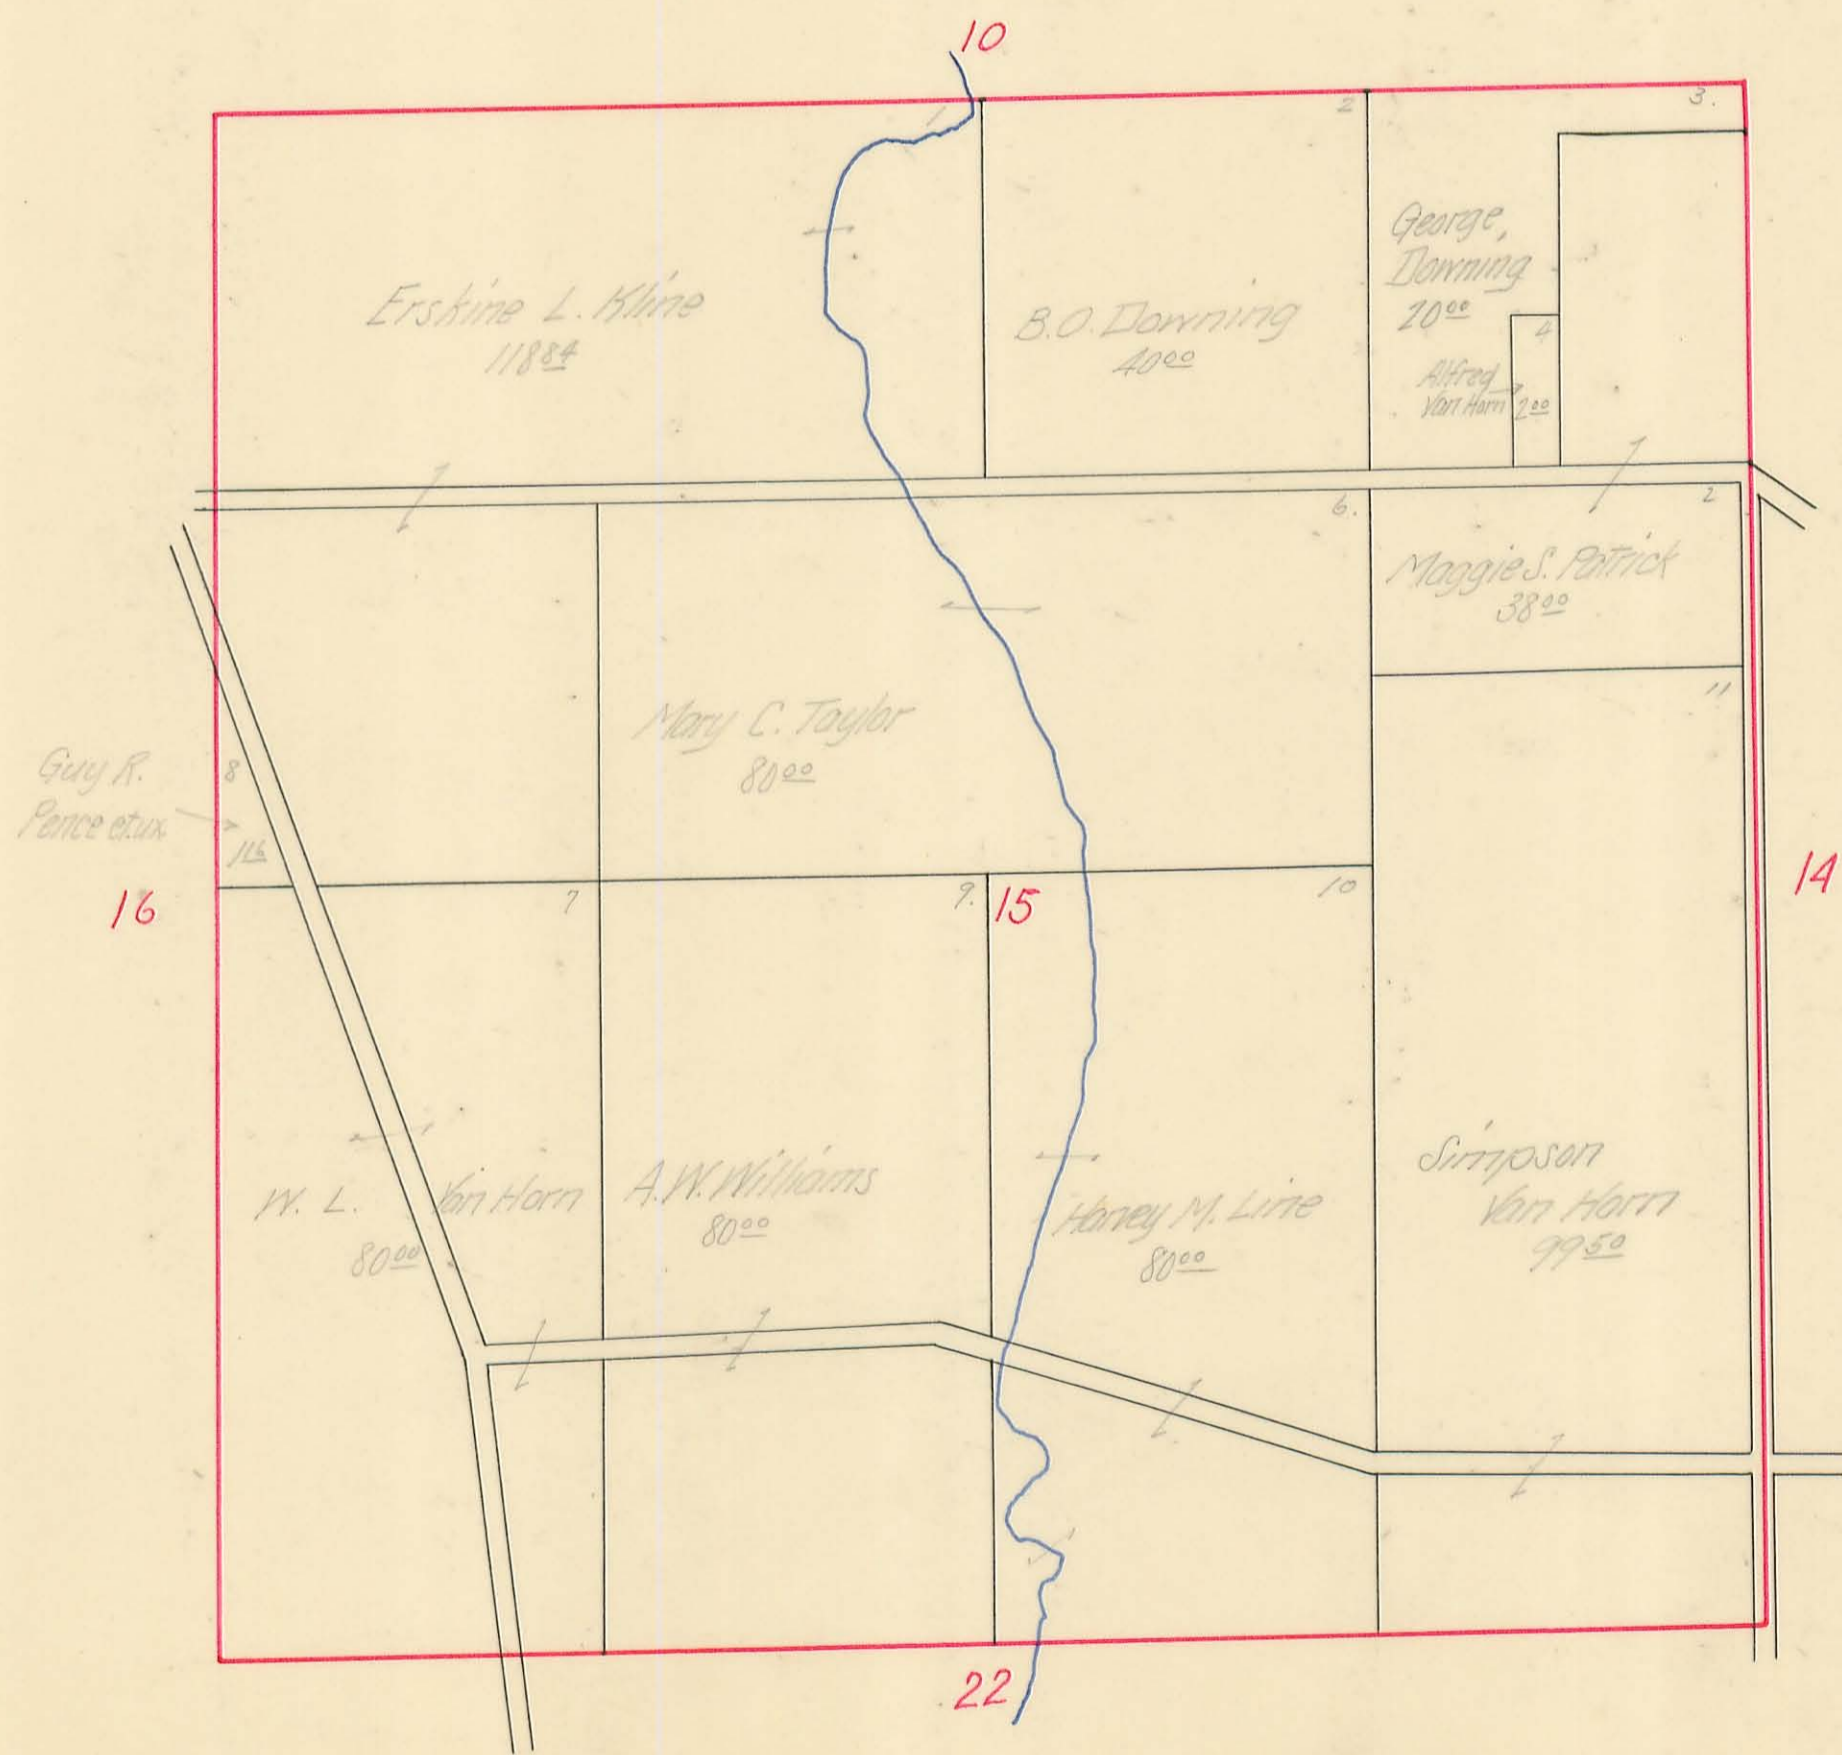 10
1
2
3.
Erskine L. Kline
118 84
B.O. Downing
40 00
George,
Downing
20 00
4
Alfred
Van Horn
2 00
6.
2
Maggie S. Patrick
38 00
11
Mary C. Taylor
80 00
Guy R.
Pence et.ux.
8
16
7
9.
15
10
14
W. L. Van Horn
80 00
A.W. Williams
80 00
Harvey M. Line
80 00
Simpson
Van Horn
99 50
22